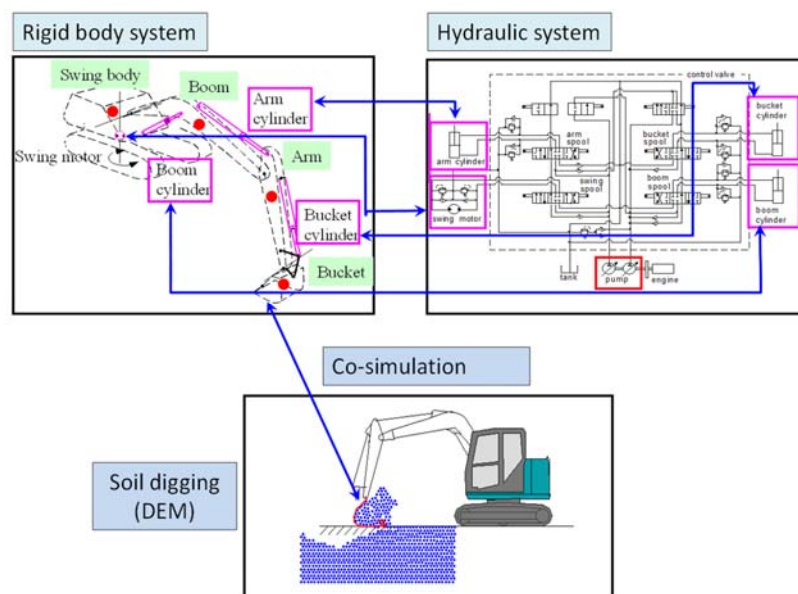 Rigid body system
Swing body
Boom
Arm
cylinder
Swing motor
Boom
cylinder
Arm
Bucket
cylinder
Bucket
Hydraulic system
control valve
bucket
cylinder
arm cylinder
arm
spool
bucket
spool
swing
spool
boom
spool
swing motor
boom
cylinder
tank
pump
engine
Co-simulation
Soil digging
(DEM)